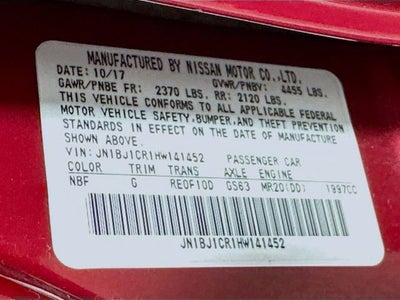 MANUFACTURED BY NISSAN MOTOR CO.,LTD.
DATE: 10/17 GVWR/PNBV: 4455 LBS.
GAWR/PNBE FR: 2370 LBS. RR: 2120 LBS.
THIS VEHICLE CONFORMS TO ALL APPLICABLE FEDERAL
MOTOR VEHICLE SAFETY,BUMPER,AND THEFT PREVENTION
STANDARDS IN EFFECT ON THE DATE OF MANUFACTURE
SHOWN ABOVE.
VIN: JN1BJ1CR1HW141452 PASSENGER CAR
COLOR TRIM TRANS AXLE ENGINE
NBF G RE0F10D GS63 MR20(DD) 1997CC
JN1BJ1CR1HW141452